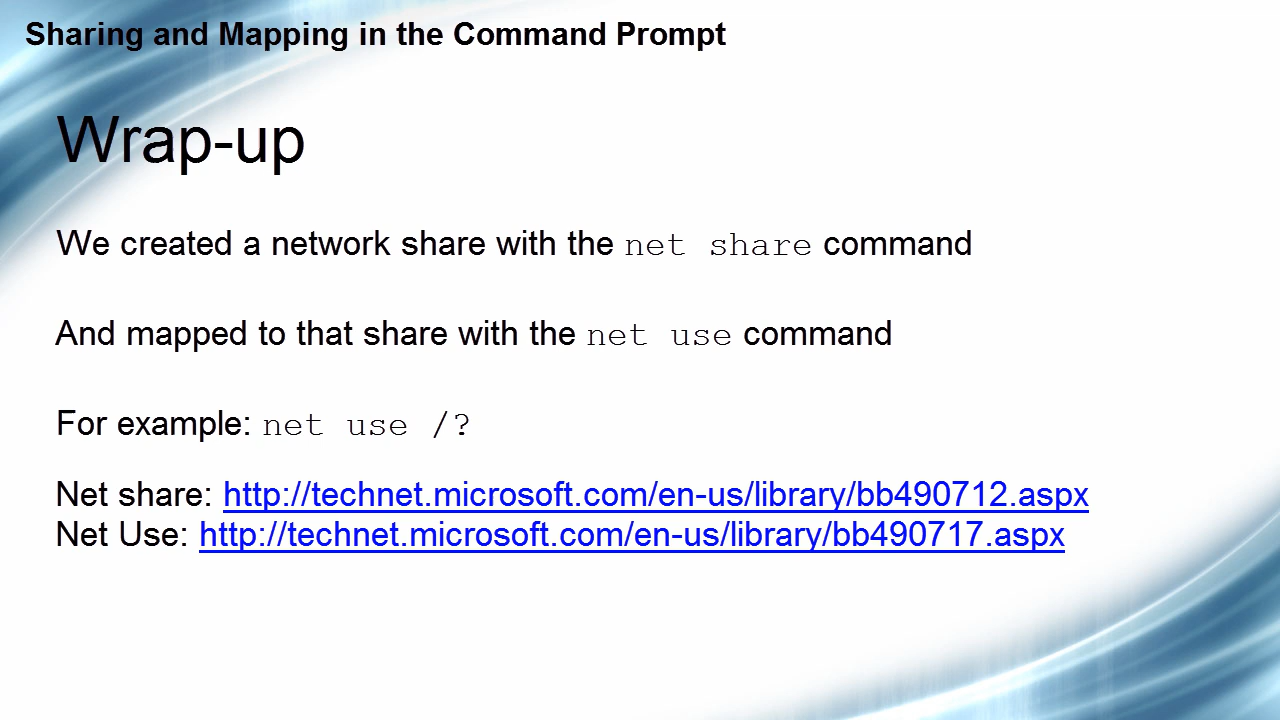 Sharing and Mapping in the Command Prompt
Wrap-up
We created a network share with the net share command
And mapped to that share with the net use command
For example: net use /?
Net share: http://technet.microsoft.com/en-us/library/bb490712.aspx
Net Use: http://technet.microsoft.com/en-us/library/bb490717.aspx